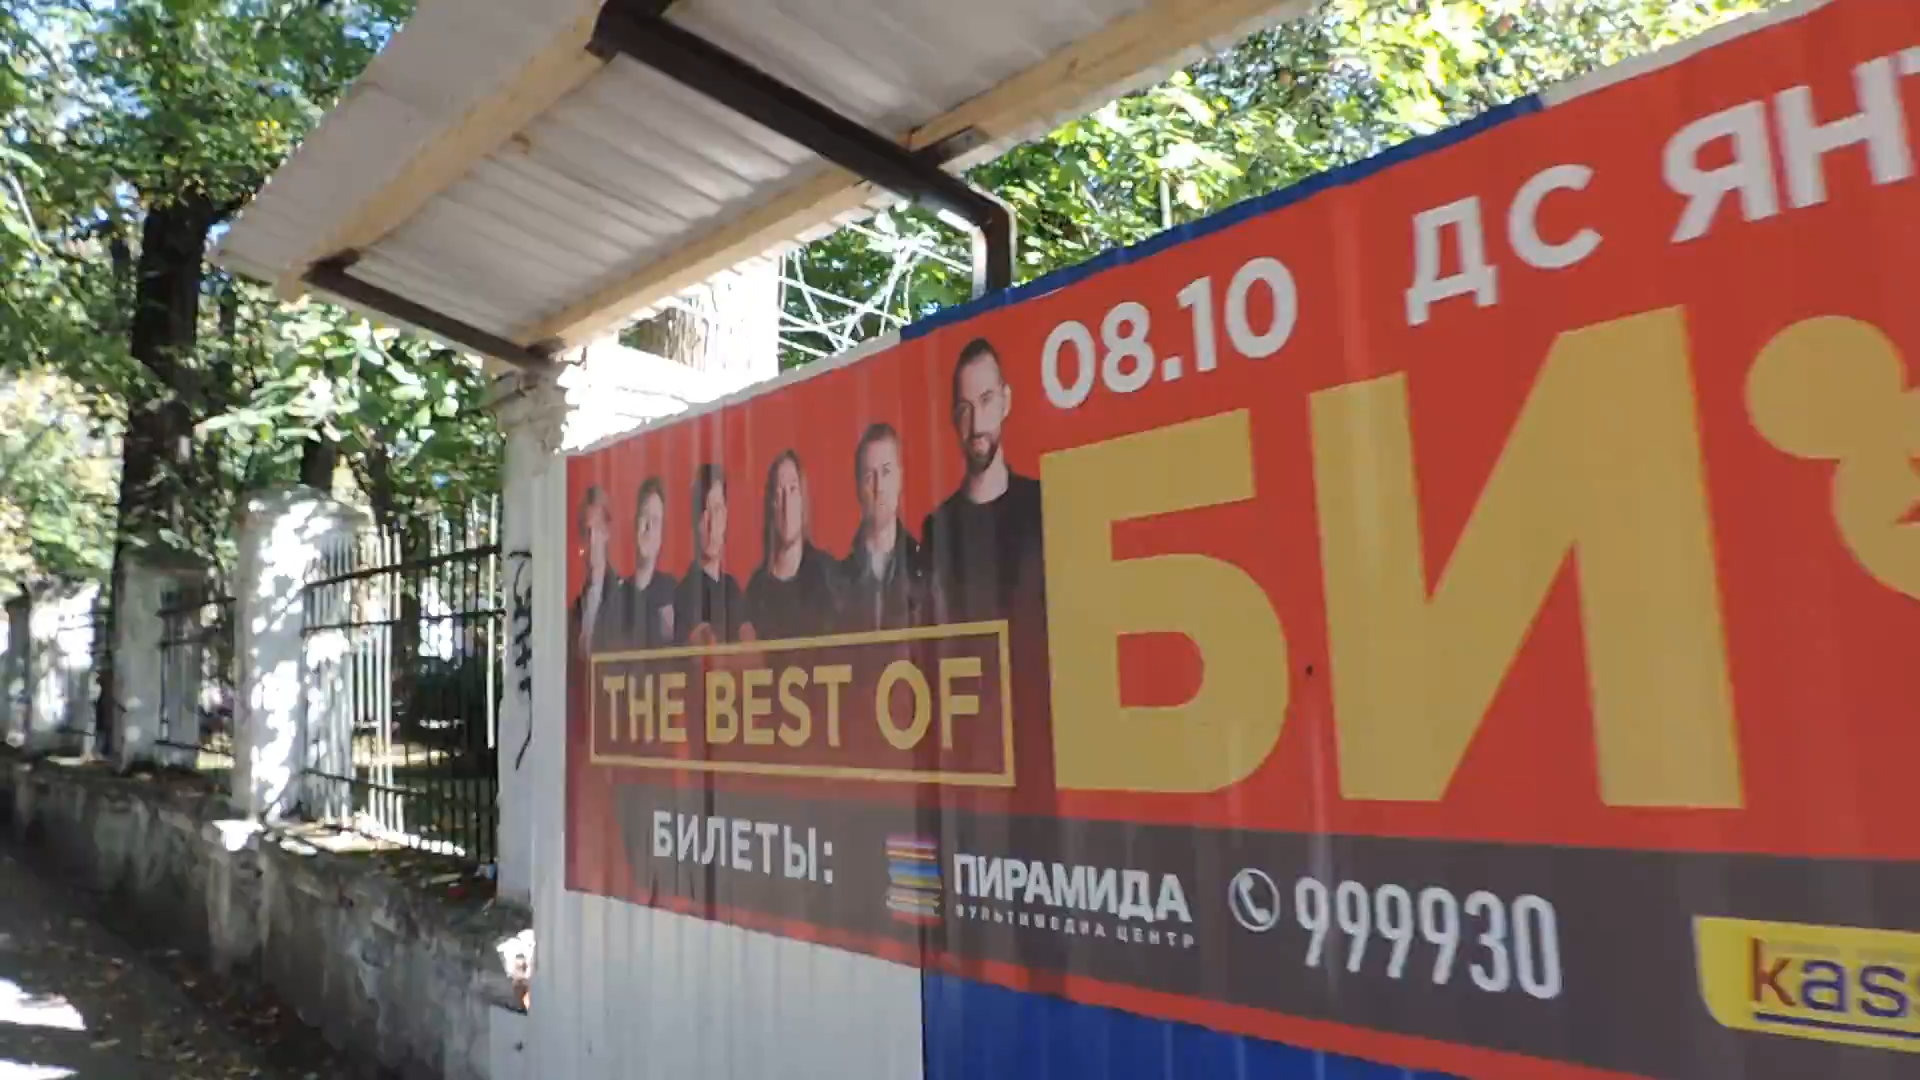 08.10 ДС ЯН
БИ
THE BEST OF
БИЛЕТЫ:
ПИРАМИДА
МУЛЬТИМЕДИА ЦЕНТР
999930
kas